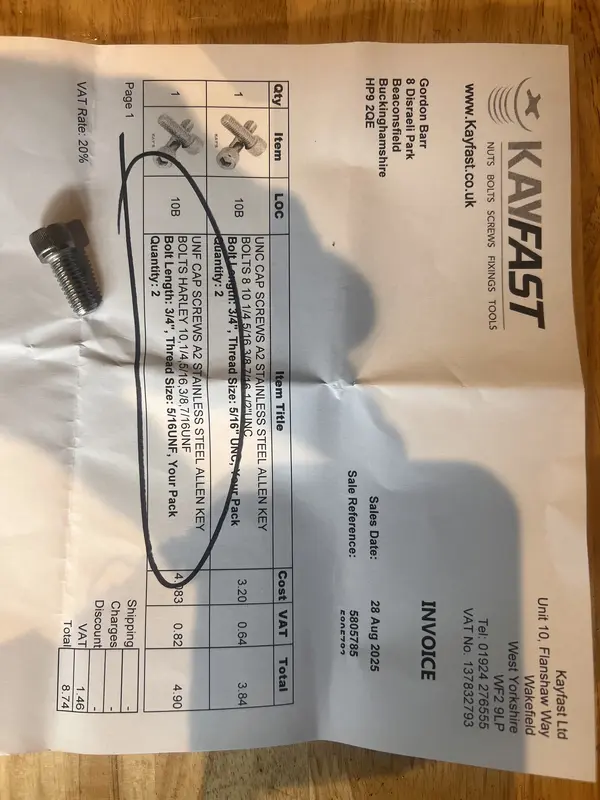 KAYFAST
NUTS BOLTS SCREWS FIXINGS TOOLS
www.Kayfast.co.uk
Kayfast Ltd
Unit 10, Flanshaw Way
Wakefield
West Yorkshire
WF2 9LP
Tel: 01924 276555
VAT No. 137832793
Gordon Barr
8 Disraeli Park
Beaconsfield
Buckinghamshire
HP9 2QE
INVOICE
Sales Date: 28 Aug 2025
Sale Reference: 5805785
Qty Item LOC Item Title Cost VAT Total
1 10B UNC CAP SCREWS A2 STAINLESS STEEL ALLEN KEY 3.20 0.64 3.84
BOLTS 8 10 1/4 5/16 3/8 7/16 1/2"UNC
Bolt Length: 3/4", Thread Size: 5/16" UNC, Your Pack
Quantity: 2
1 10B UNF CAP SCREWS A2 STAINLESS STEEL ALLEN KEY 4.083 0.82 4.90
BOLTS HARLEY 10,1/4,5/16,3/8,7/16UNF
Bolt Length: 3/4", Thread Size: 5/16UNF, Your Pack
Quantity: 2
Shipping -
Charges -
Discount -
VAT 1.46
Total 8.74
Page 1
VAT Rate: 20%